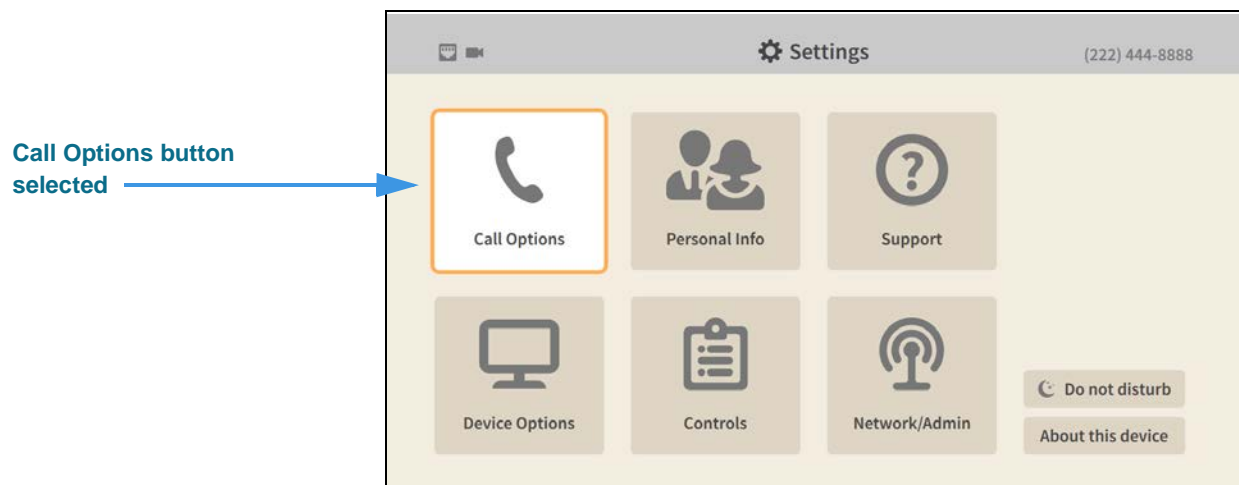 Settings
(222) 444-8888
Call Options button
selected
Call Options
Personal Info
Support
Device Options
Controls
Network/Admin
Do not disturb
About this device